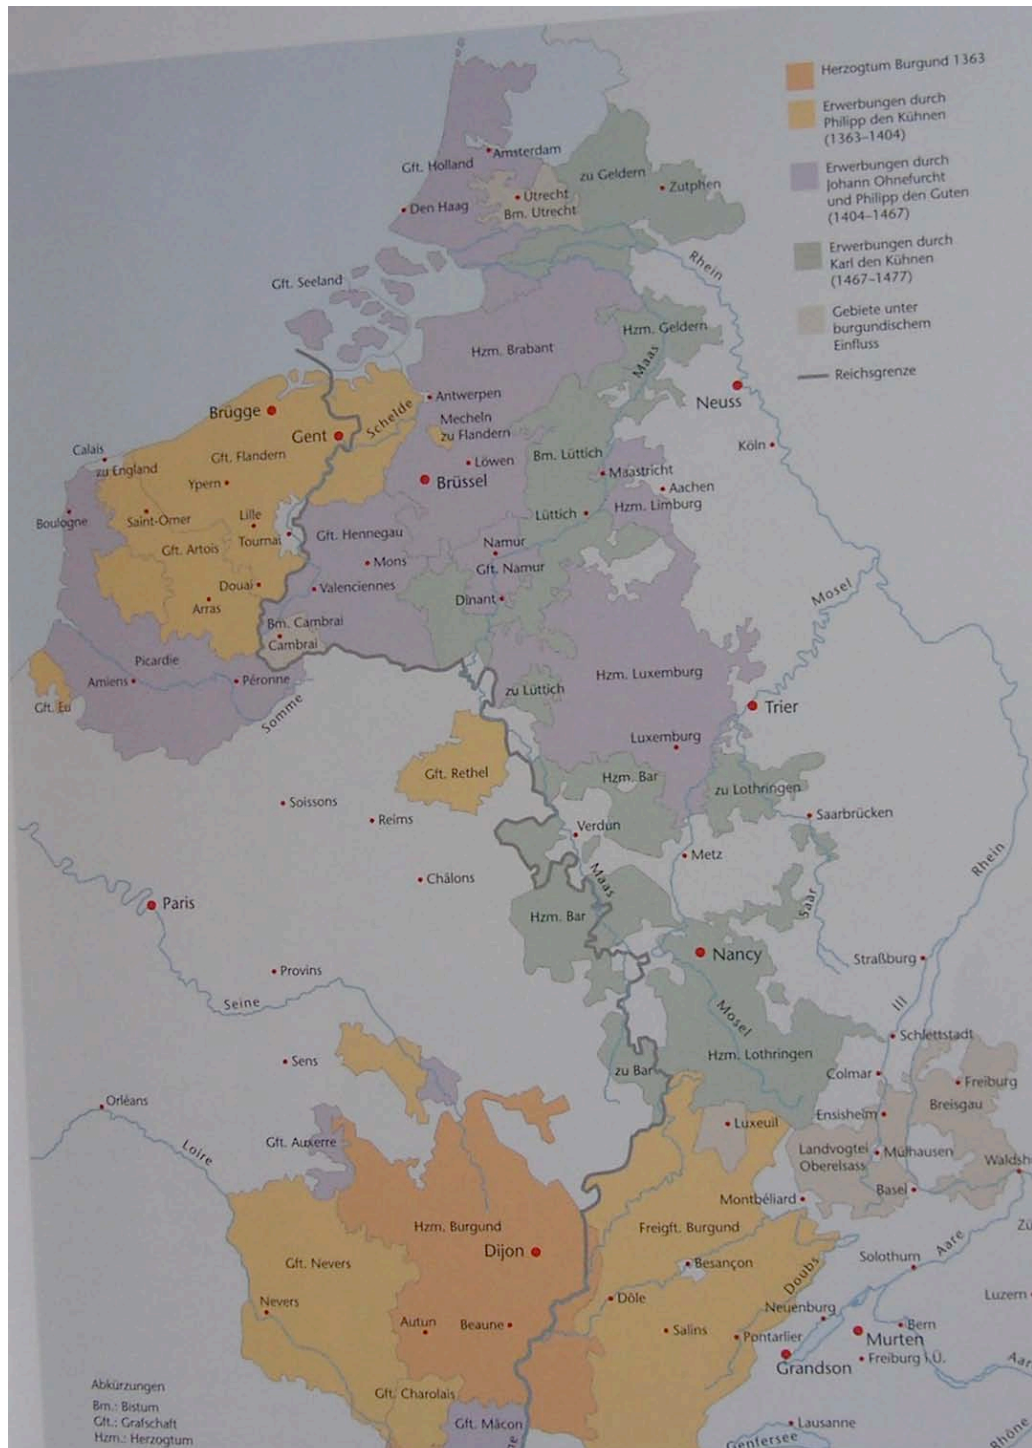 Herzogtum Burgund 1363
Erwerbungen durch
Philipp den Kühnen
(1363–1404)
Erwerbungen durch
Johann Ohnefurcht
und Philipp den Guten
(1404–1467)
Erwerbungen durch
Karl den Kühnen
(1467–1477)
Gebiete unter
burgundischem
Einfluss
Reichsgrenze
Amsterdam
Gft. Holland
zu Geldern
Zutphen
Utrecht
Den Haag
Bm. Utrecht
Rhein
Gft. Seeland
Hzm. Geldern
Hzm. Brabant
Maas
Antwerpen
Neuss
Brügge
Schelde
Mecheln
zu Flandern
Gent
Köln
Calais
zu England
Gft. Flandern
Bm. Lüttich
Löwen
Maastricht
Ypern
Brüssel
Aachen
Boulogne
Saint-Omer
Lille
Lüttich
Hzm. Limburg
Tournai
Gft. Hennegau
Gft. Artois
Namur
Mons
Gft. Namur
Douai
Valenciennes
Mosel
Arras
Dinant
Bm. Cambrai
Cambrai
Picardie
Amiens
Péronne
Hzm. Luxemburg
zu Lüttich
Gft. Eu
Somme
Trier
Luxemburg
Gft. Rethel
Hzm. Bar
zu Lothringen
Soissons
Reims
Verdun
Saarbrücken
Metz
Châlons
Maas
Rhein
Paris
Hzm. Bar
Saar
Nancy
Straßburg
Provins
Seine
Mosel
Ill
Schlettstadt
Sens
Hzm. Lothringen
zu Bar
Colmar
Freiburg
Orléans
Ensisheim
Breisgau
Luxeuil
Gft. Auxerre
Loire
Landvogtei
Oberelsass
Mülhausen
Waldsh
Basel
Montbéliard
Hzm. Burgund
Freigft. Burgund
Zü
Dijon
Gft. Nevers
Besançon
Solothurn
Aare
Doubs
Nevers
Dôle
Neuenburg
Luzern
Autun
Beaune
Salins
Pontarlier
Bern
Murten
Grandson
Freiburg i.Ü.
Aar
Gft. Charolais
Gft. Mâcon
Lausanne
Genfersee
Rhône
Abkürzungen
Bm.: Bistum
Gft.: Grafschaft
Hzm.: Herzogtum